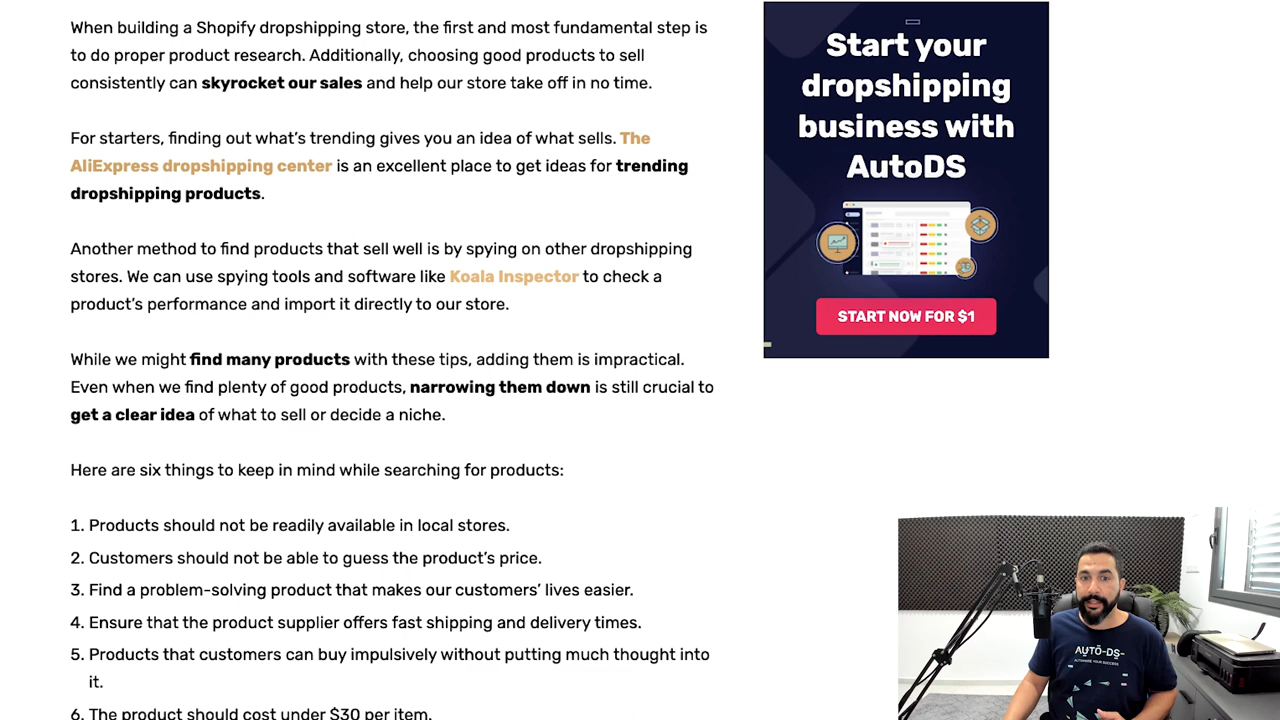 When building a Shopify dropshipping store, the first and most fundamental step is
to do proper product research. Additionally, choosing good products to sell
consistently can skyrocket our sales and help our store take off in no time.
For starters, finding out what's trending gives you an idea of what sells. The
AliExpress dropshipping center is an excellent place to get ideas for trending
dropshipping products.
Another method to find products that sell well is by spying on other dropshipping
stores. We can use spying tools and software like Koala Inspector to check a
product's performance and import it directly to our store.
While we might find many products with these tips, adding them is impractical.
Even when we find plenty of good products, narrowing them down is still crucial to
get a clear idea of what to sell or decide a niche.
Here are six things to keep in mind while searching for products:
1. Products should not be readily available in local stores.
2. Customers should not be able to guess the product's price.
3. Find a problem-solving product that makes our customers' lives easier.
4. Ensure that the product supplier offers fast shipping and delivery times.
5. Products that customers can buy impulsively without putting much thought into
it.
6. The product should cost under $30 per item.
Start your
dropshipping
business with
AutoDS
START NOW FOR $1
AUTO-DS
AUTOMATE YOUR SUCCESS